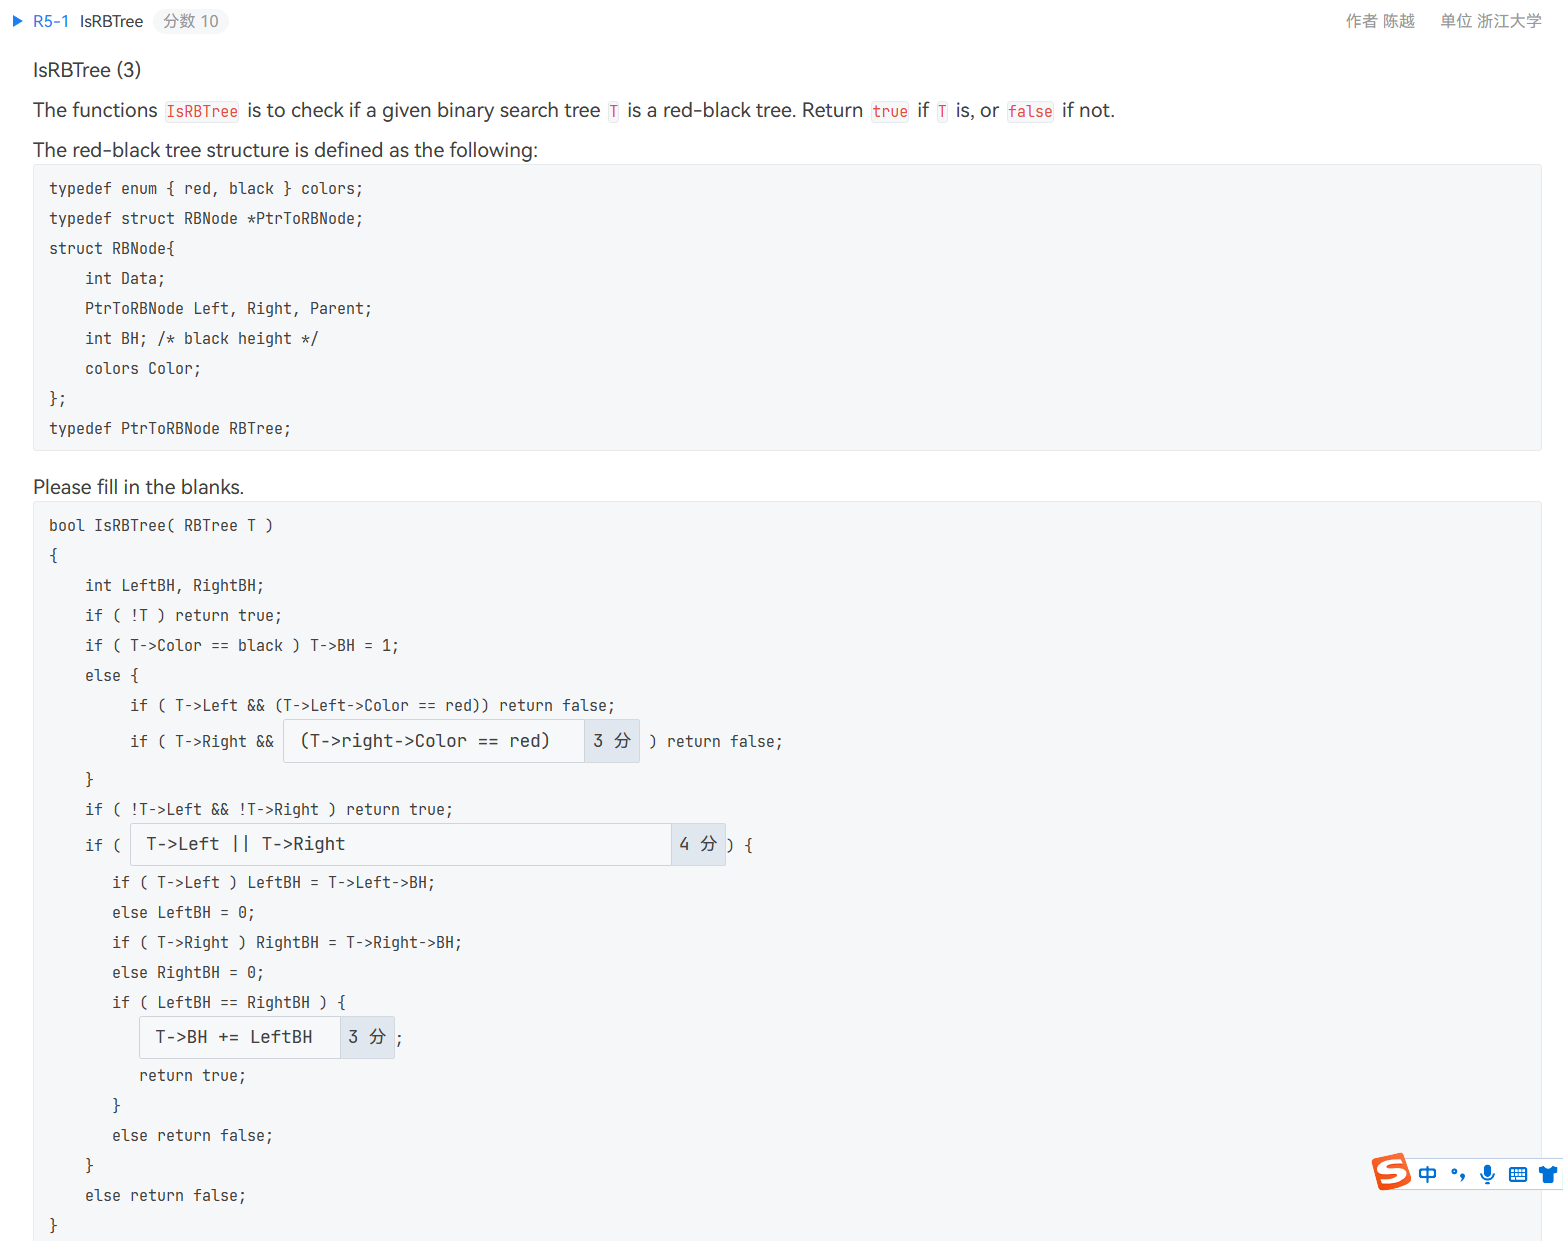 R5-1 IsRBTree 分数 10 作者 陈越 单位 浙江大学
IsRBTree (3)
The functions IsRBTree is to check if a given binary search tree T is a red-black tree. Return true if T is, or false if not.
The red-black tree structure is defined as the following:
typedef enum { red, black } colors;
typedef struct RBNode *PtrToRBNode;
struct RBNode{
    int Data;
    PtrToRBNode Left, Right, Parent;
    int BH; /* black height */
    colors Color;
};
typedef PtrToRBNode RBTree;
Please fill in the blanks.
bool IsRBTree( RBTree T )
{
    int LeftBH, RightBH;
    if ( !T ) return true;
    if ( T->Color == black ) T->BH = 1;
    else {
         if ( T->Left && (T->Left->Color == red)) return false;
         if ( T->Right && (T->right->Color == red) 3 分 ) return false;
    }
    if ( !T->Left && !T->Right ) return true;
    if ( T->Left || T->Right 4 分 ) {
       if ( T->Left ) LeftBH = T->Left->BH;
       else LeftBH = 0;
       if ( T->Right ) RightBH = T->Right->BH;
       else RightBH = 0;
       if ( LeftBH == RightBH ) {
          T->BH += LeftBH 3 分 ;
          return true;
       }
       else return false;
    }
    else return false;
}
中